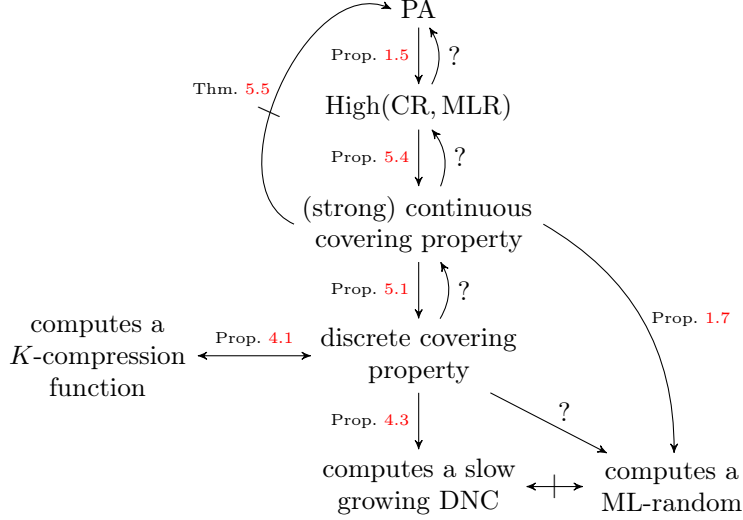 PA
Prop. 1.5
?
Thm. 5.5
High(CR, MLR)
Prop. 5.4
?
(strong) continuous
covering property
Prop. 5.1
?
Prop. 1.7
computes a
K-compression
function
Prop. 4.1
discrete covering
property
Prop. 4.3
?
computes a slow
growing DNC
computes a
ML-random